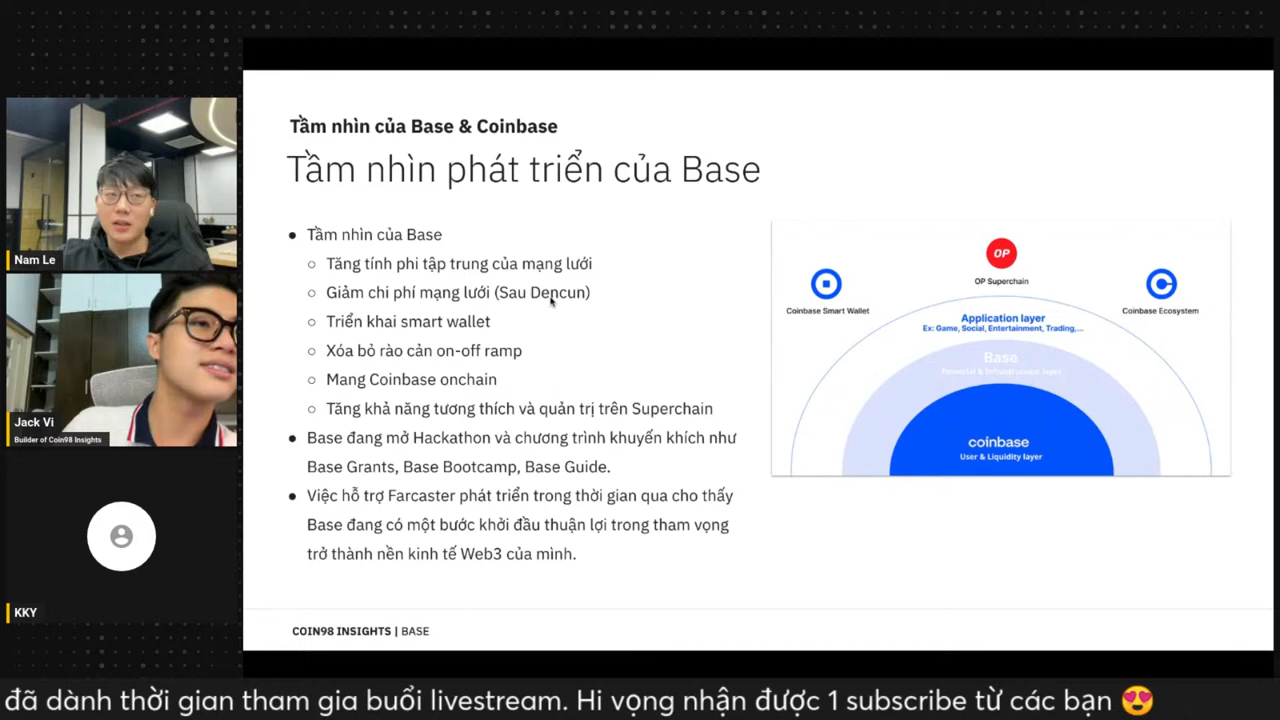 Tầm nhìn của Base & Coinbase
Tầm nhìn phát triển của Base
● Tầm nhìn của Base
○ Tăng tính phi tập trung của mạng lưới
○ Giảm chi phí mạng lưới (Sau Dencun)
○ Triển khai smart wallet
○ Xóa bỏ rào cản on-off ramp
○ Mang Coinbase onchain
○ Tăng khả năng tương thích và quản trị trên Superchain
● Base đang mở Hackathon và chương trình khuyến khích như
Base Grants, Base Bootcamp, Base Guide.
● Việc hỗ trợ Farcaster phát triển trong thời gian qua cho thấy
Base đang có một bước khởi đầu thuận lợi trong tham vọng
trở thành nền kinh tế Web3 của mình.
OP
OP Superchain
Coinbase Smart Wallet
Coinbase Ecosystem
Application layer
Ex: Game, Social, Entertainment, Trading,...
Base
Financial & Infrastructure layer
coinbase
User & Liquidity layer
COIN98 INSIGHTS | BASE
Nam Le
Jack Vi
Builder of Coin98 Insights
KKY
đã dành thời gian tham gia buổi livestream. Hi vọng nhận được 1 subscribe từ các bạn 😍